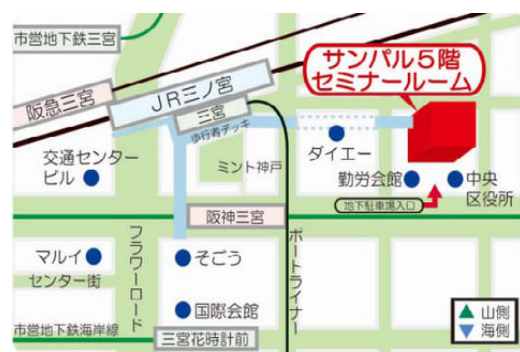 市営地下鉄三宮
サンパル5階
セミナールーム
阪急三宮
JR三ノ宮
三宮
歩行者デッキ
交通センター
ビル
ミント神戸
ダイエー
勤労会館
中央
区役所
地下駐車場入口
阪神三宮
マルイ
センター街
フラワーロード
そごう
ポートライナー
国際会館
市営地下鉄海岸線
三宮花時計前
山側
海側